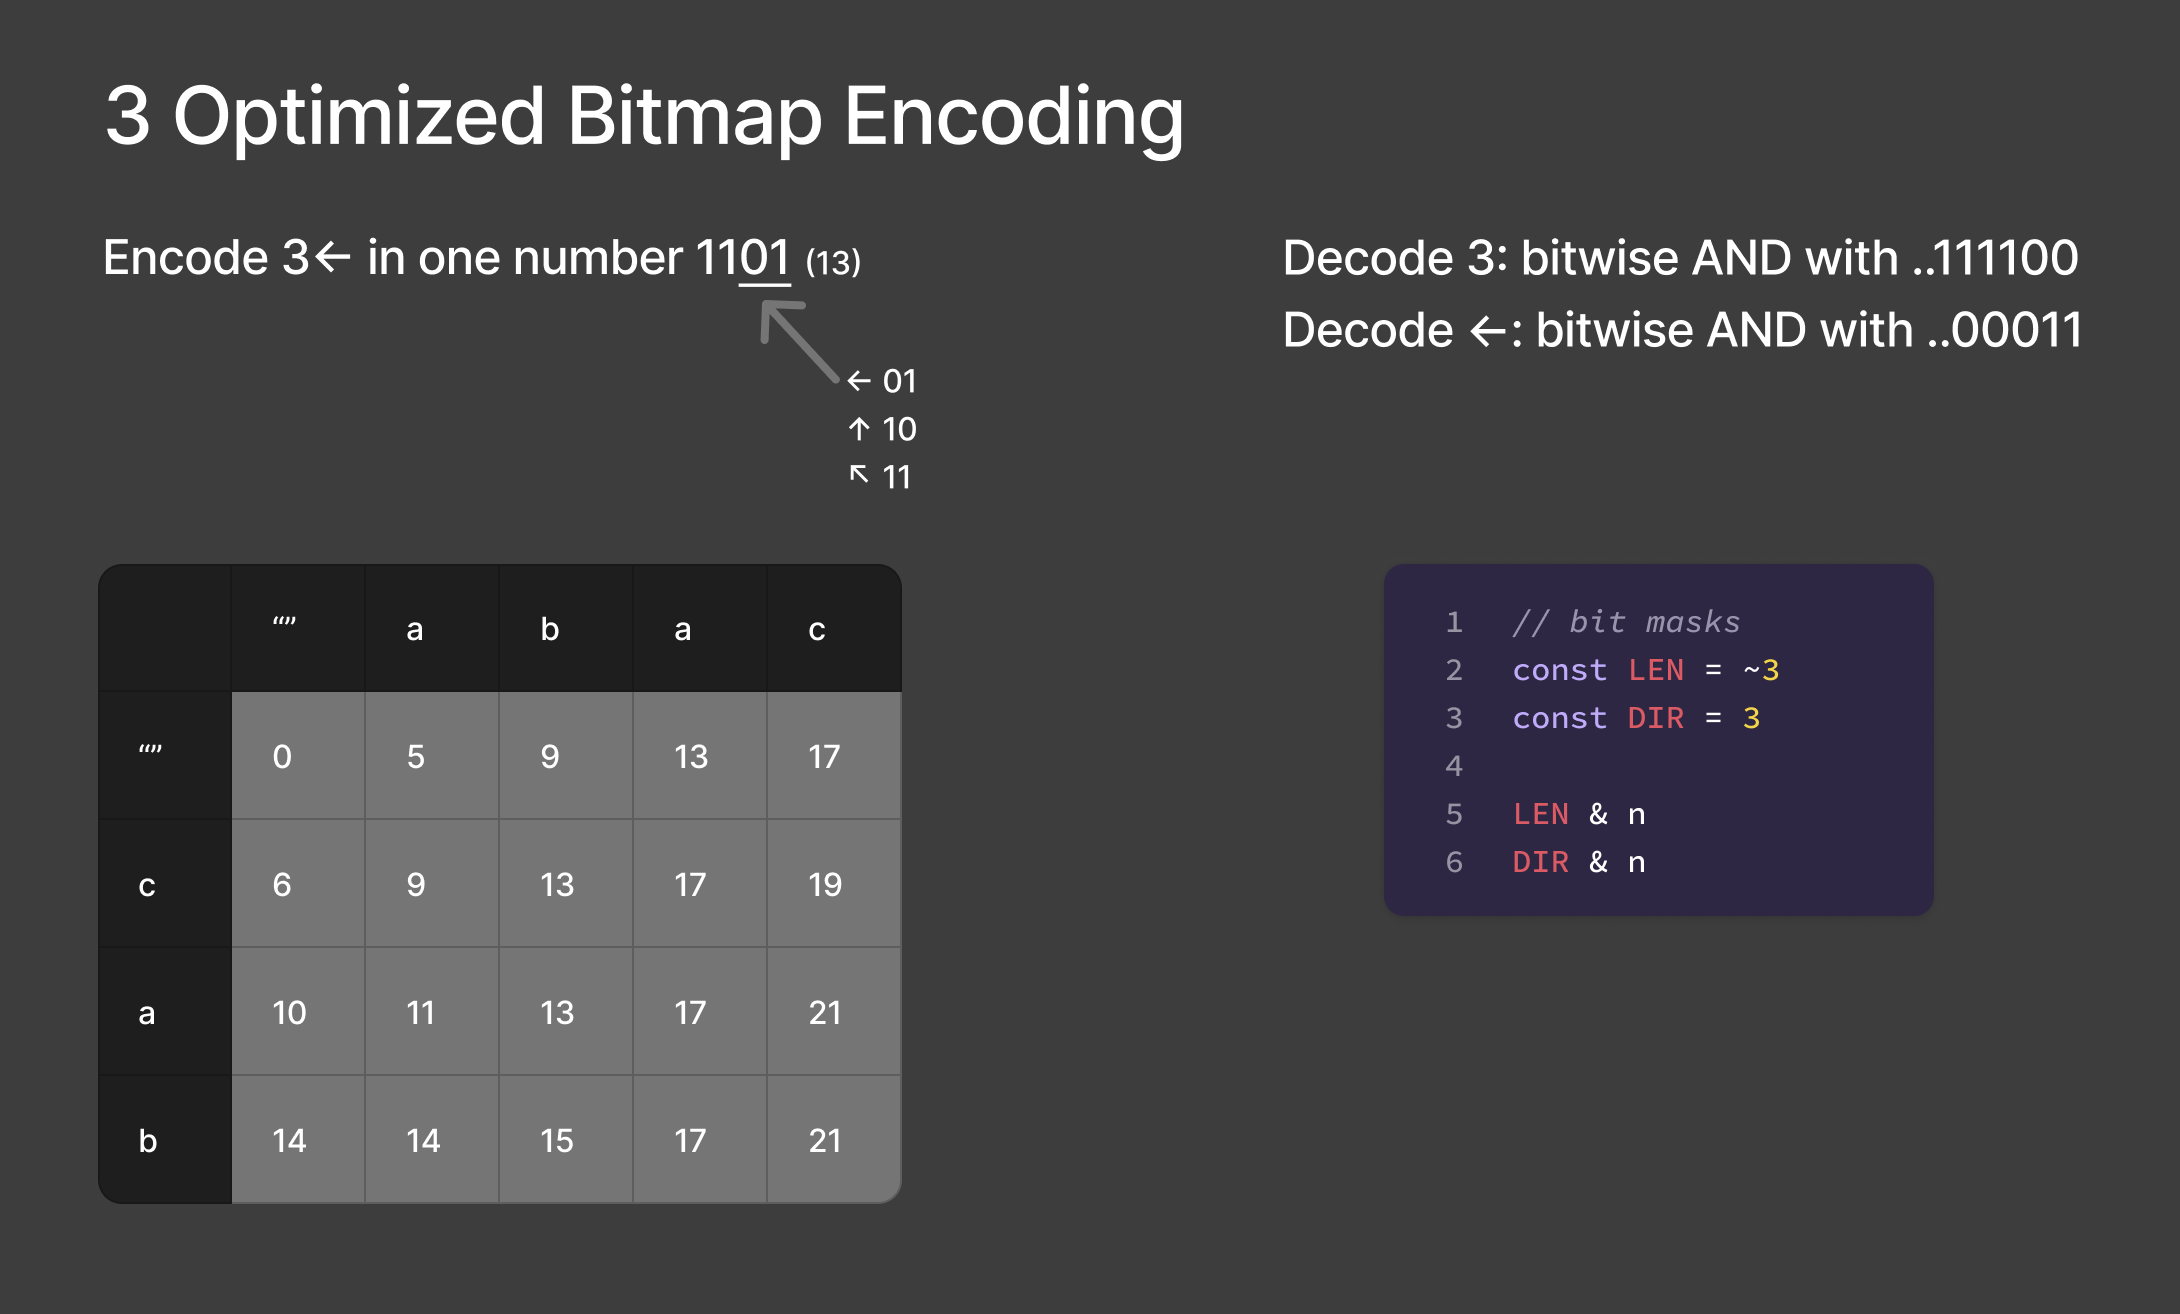 3 Optimized Bitmap Encoding
Encode 3← in one number 1101 (13)
← 01
↑ 10
↖ 11
Decode 3: bitwise AND with ..111100
Decode ←: bitwise AND with ..00011
“” a b a c
“” 0 5 9 13 17
c 6 9 13 17 19
a 10 11 13 17 21
b 14 14 15 17 21
1 // bit masks
2 const LEN = ~3
3 const DIR = 3
4
5 LEN & n
6 DIR & n